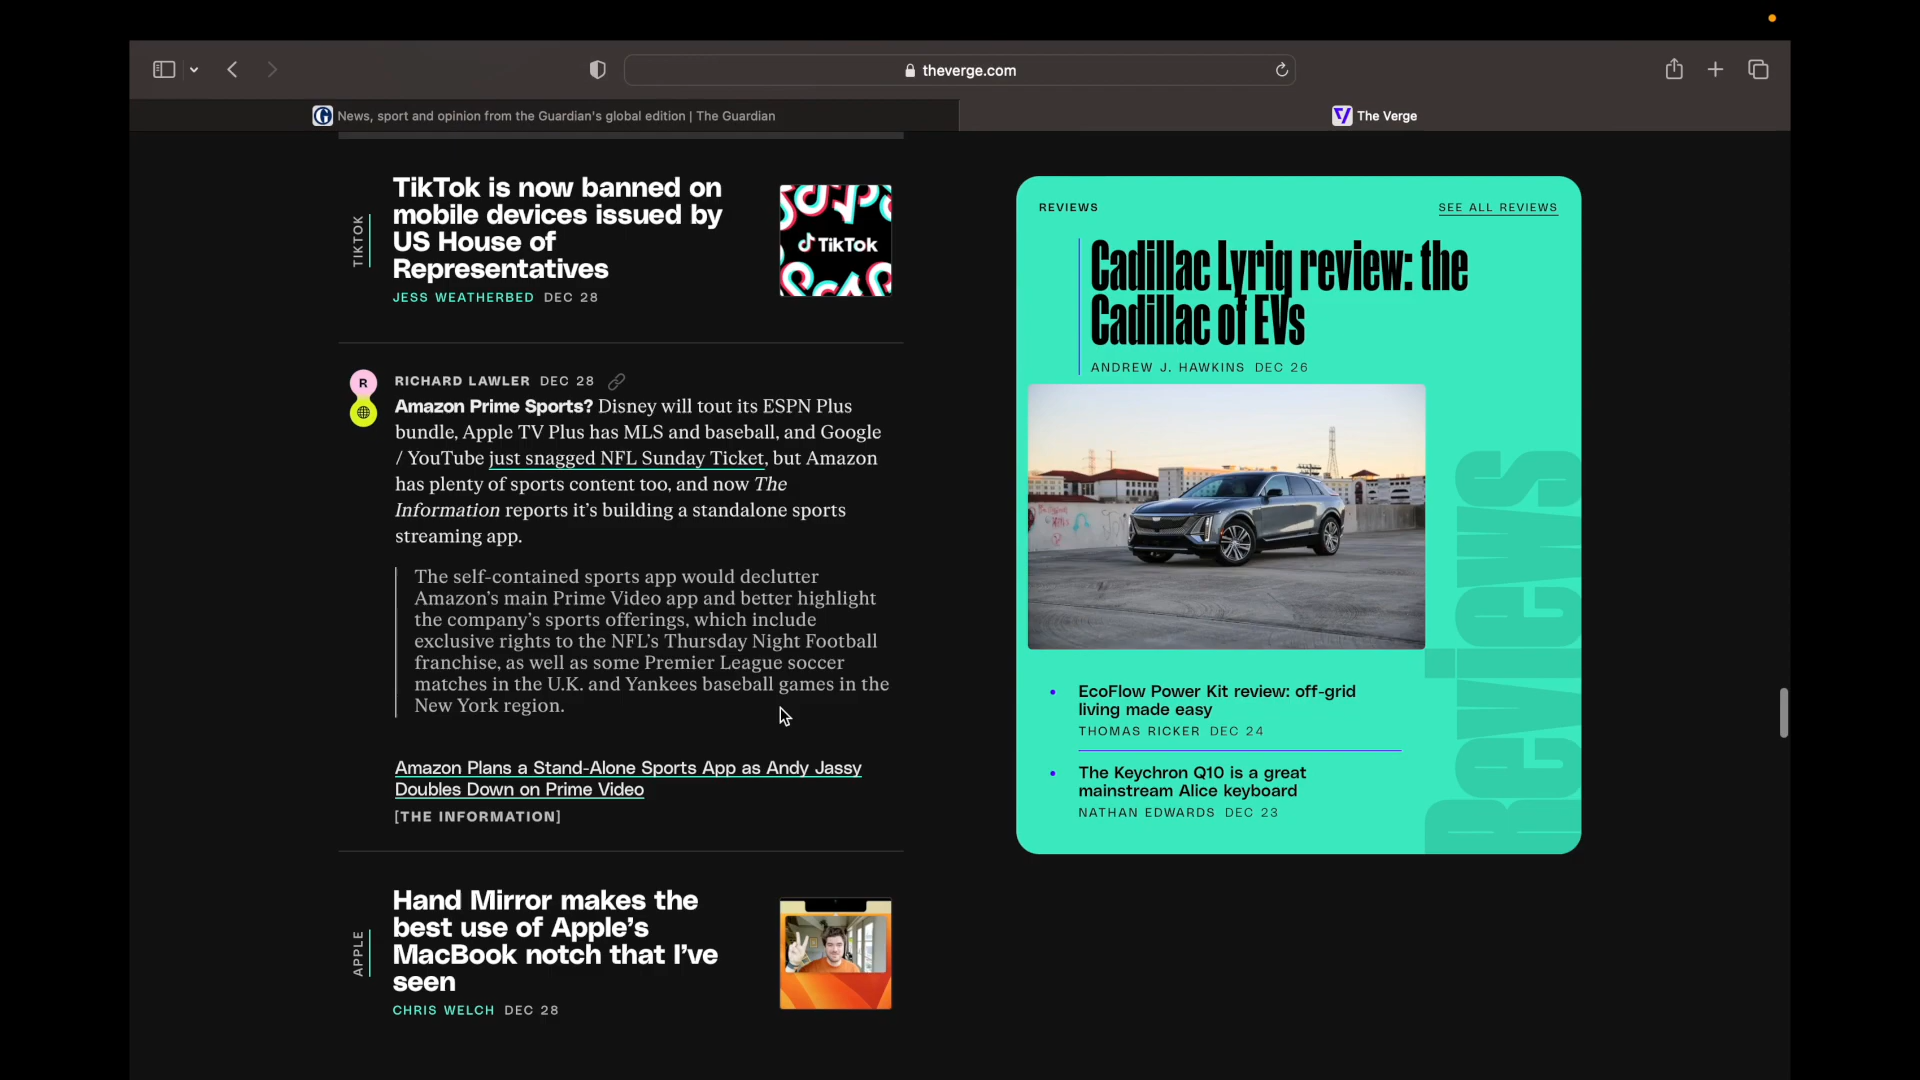 theverge.com
News, sport and opinion from the Guardian's global edition | The Guardian
The Verge
TIKTOK
TikTok is now banned on
mobile devices issued by
US House of
Representatives
JESS WEATHERBED DEC 28
TikTok
R
RICHARD LAWLER DEC 28
Amazon Prime Sports? Disney will tout its ESPN Plus
bundle, Apple TV Plus has MLS and baseball, and Google
/ YouTube just snagged NFL Sunday Ticket, but Amazon
has plenty of sports content too, and now The
Information reports it's building a standalone sports
streaming app.
The self-contained sports app would declutter
Amazon's main Prime Video app and better highlight
the company's sports offerings, which include
exclusive rights to the NFL's Thursday Night Football
franchise, as well as some Premier League soccer
matches in the U.K. and Yankees baseball games in the
New York region.
Amazon Plans a Stand-Alone Sports App as Andy Jassy
Doubles Down on Prime Video
[THE INFORMATION]
APPLE
Hand Mirror makes the
best use of Apple's
MacBook notch that I've
seen
CHRIS WELCH DEC 28
REVIEWS
SEE ALL REVIEWS
Cadillac Lyriq review: the
Cadillac of EVs
ANDREW J. HAWKINS DEC 26
• EcoFlow Power Kit review: off-grid
living made easy
THOMAS RICKER DEC 24
• The Keychron Q10 is a great
mainstream Alice keyboard
NATHAN EDWARDS DEC 23
Reviews